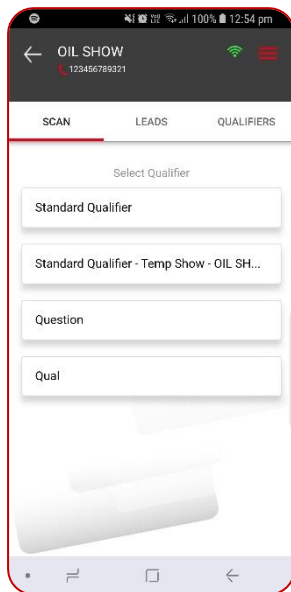 100% 12:54 pm
OIL SHOW
123456789321
SCAN LEADS QUALIFIERS
Select Qualifier
Standard Qualifier
Standard Qualifier - Temp Show - OIL SH...
Question
Qual